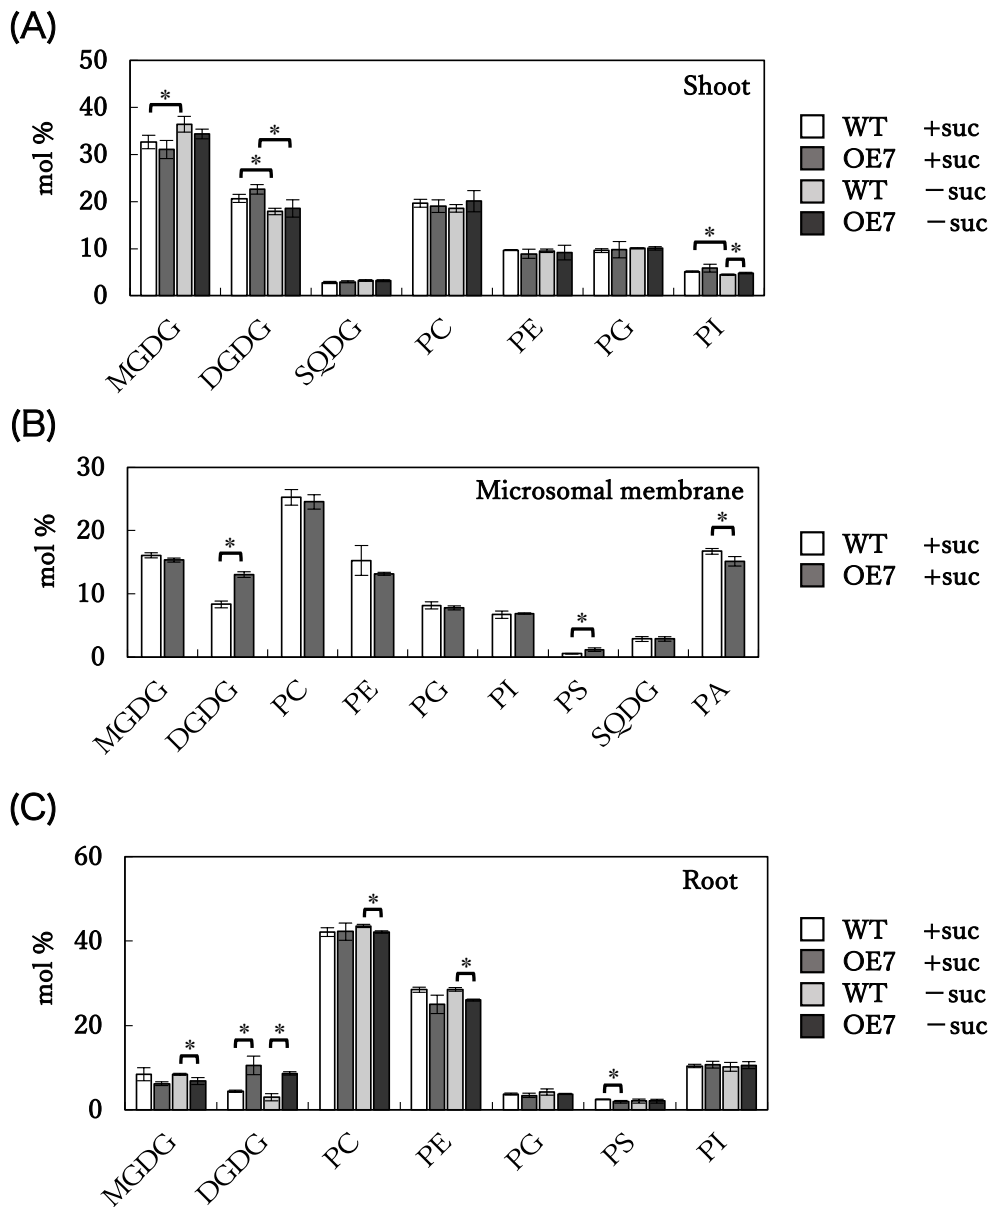 (A)
50
40
30
20
10
0
mol %
Shoot
* * * * *
MGDG DGDG SQDG PC PE PG PI
WT +suc
OE7 +suc
WT −suc
OE7 −suc
(B)
30
20
10
0
mol %
Microsomal membrane
* * *
MGDG DGDG PC PE PG PI PS SQDG PA
WT +suc
OE7 +suc
(C)
60
40
20
0
mol %
Root
* * * * * *
MGDG DGDG PC PE PG PS PI
WT +suc
OE7 +suc
WT −suc
OE7 −suc